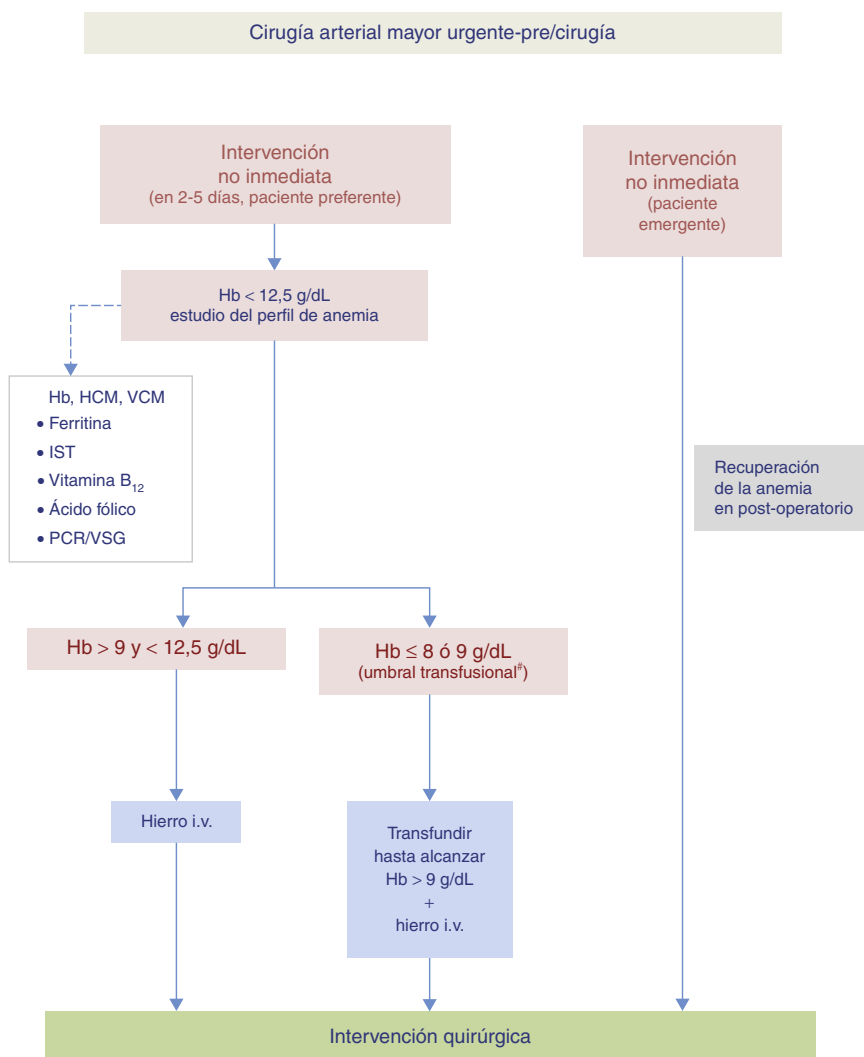 Cirugía arterial mayor urgente-pre/cirugía
Intervención
no inmediata
(en 2-5 días, paciente preferente)
Intervención
no inmediata
(paciente
emergente)
Hb < 12,5 g/dL
estudio del perfil de anemia
Hb, HCM, VCM
• Ferritina
• IST
• Vitamina B₁₂
• Ácido fólico
• PCR/VSG
Recuperación
de la anemia
en post-operatorio
Hb > 9 y < 12,5 g/dL
Hb ≤ 8 ó 9 g/dL
(umbral transfusional#)
Hierro i.v.
Transfundir
hasta alcanzar
Hb > 9 g/dL
+
hierro i.v.
Intervención quirúrgica